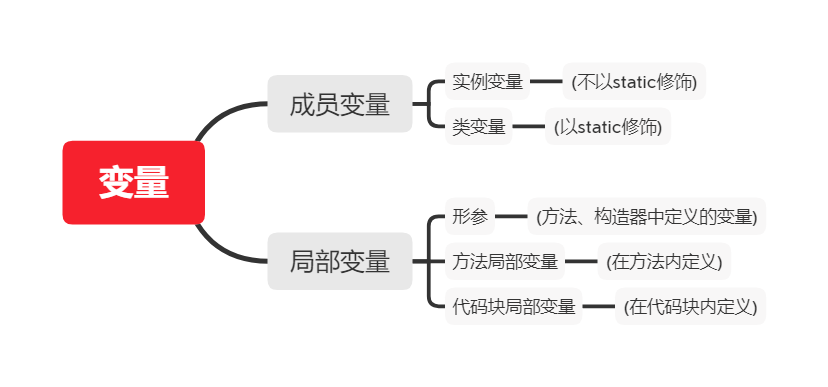 变量
成员变量
实例变量
(不以static修饰)
类变量
(以static修饰)
局部变量
形参
(方法、构造器中定义的变量)
方法局部变量
(在方法内定义)
代码块局部变量
(在代码块内定义)